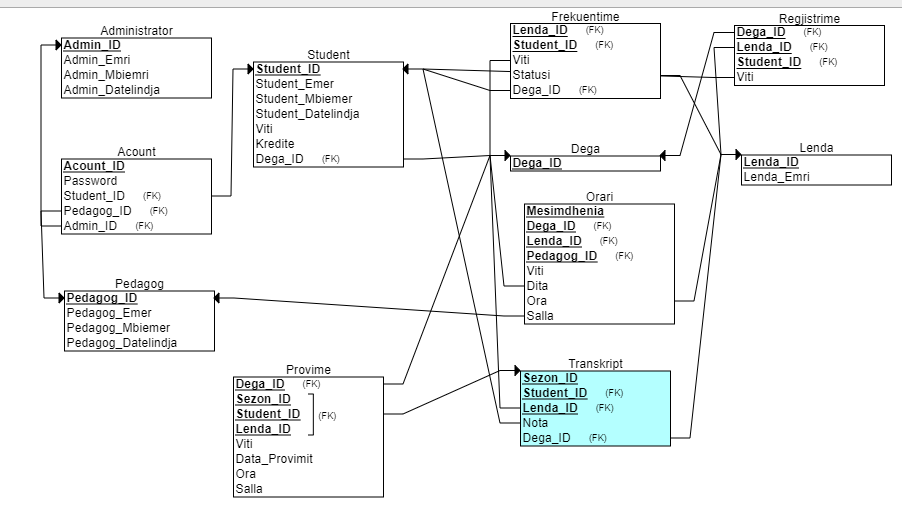 Administrator
Admin_ID
Admin_Emri
Admin_Mbiemri
Admin_Datelindja
Student
Student_ID
Student_Emer
Student_Mbiemer
Student_Datelindja
Viti
Kredite
Dega_ID (FK)
Frekuentime
Lenda_ID (FK)
Student_ID (FK)
Viti
Statusi
Dega_ID (FK)
Regjistrime
Dega_ID (FK)
Lenda_ID (FK)
Student_ID (FK)
Viti
Acount
Acount_ID
Password
Student_ID (FK)
Pedagog_ID (FK)
Admin_ID (FK)
Dega
Dega_ID
Lenda
Lenda_ID
Lenda_Emri
Orari
Mesimdhenia
Dega_ID (FK)
Lenda_ID (FK)
Pedagog_ID (FK)
Viti
Dita
Ora
Salla
Pedagog
Pedagog_ID
Pedagog_Emer
Pedagog_Mbiemer
Pedagog_Datelindja
Provime
Dega_ID (FK)
Sezon_ID
Student_ID (FK)
Lenda_ID
Viti
Data_Provimit
Ora
Salla
Transkript
Sezon_ID
Student_ID (FK)
Lenda_ID (FK)
Nota
Dega_ID (FK)